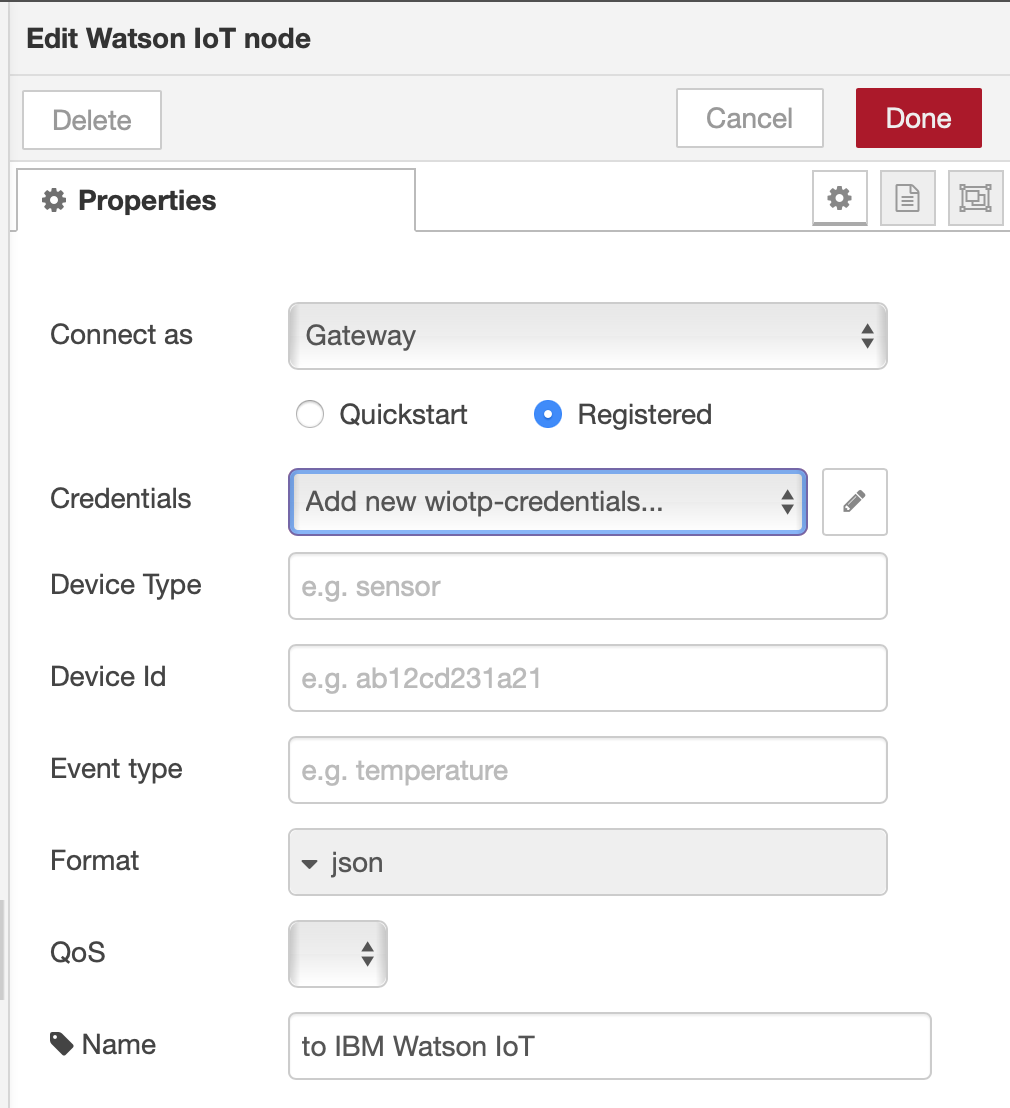 Edit Watson IoT node
Delete Cancel Done
Properties
Connect as Gateway
Quickstart Registered
Credentials Add new wiotp-credentials...
Device Type e.g. sensor
Device Id e.g. ab12cd231a21
Event type e.g. temperature
Format json
QoS
Name to IBM Watson IoT